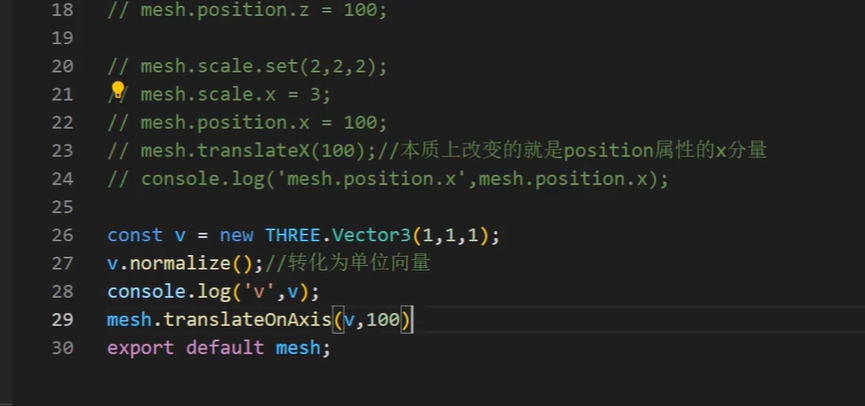 18 // mesh.position.z = 100;
19
20 // mesh.scale.set(2,2,2);
21 // mesh.scale.x = 3;
22 // mesh.position.x = 100;
23 // mesh.translateX(100);//本质上改变的就是position属性的x分量
24 // console.log('mesh.position.x',mesh.position.x);
25
26 const v = new THREE.Vector3(1,1,1);
27 v.normalize();//转化为单位向量
28 console.log('v',v);
29 mesh.translateOnAxis(v,100)
30 export default mesh;